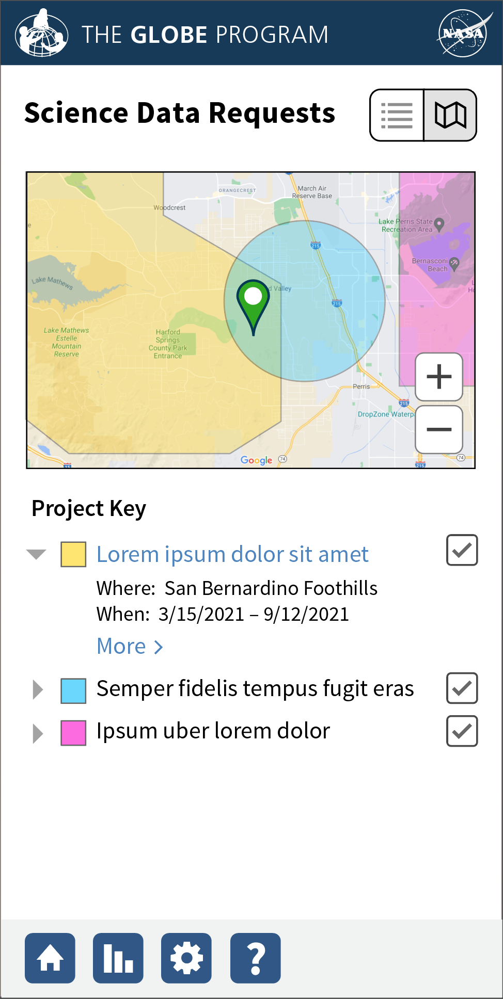 THE GLOBE PROGRAM
NASA
Science Data Requests
ORANGECREST
March Air
Reserve Base
Woodcrest
e
Lake Perris State
Recreation Area
215
Bernasconi
Beach
Lake Mathews
d Valley
L
Ho
215
Lake Mathews
Estelle
Mountain
Reserve
Harford
Springs
County Park
Entrance
Perris
215
DropZone Waterpa
Google
74
74
15
215
Project Key
Lorem ipsum dolor sit amet
Where: San Bernardino Foothills
When: 3/15/2021 – 9/12/2021
More >
Semper fidelis tempus fugit eras
Ipsum uber lorem dolor